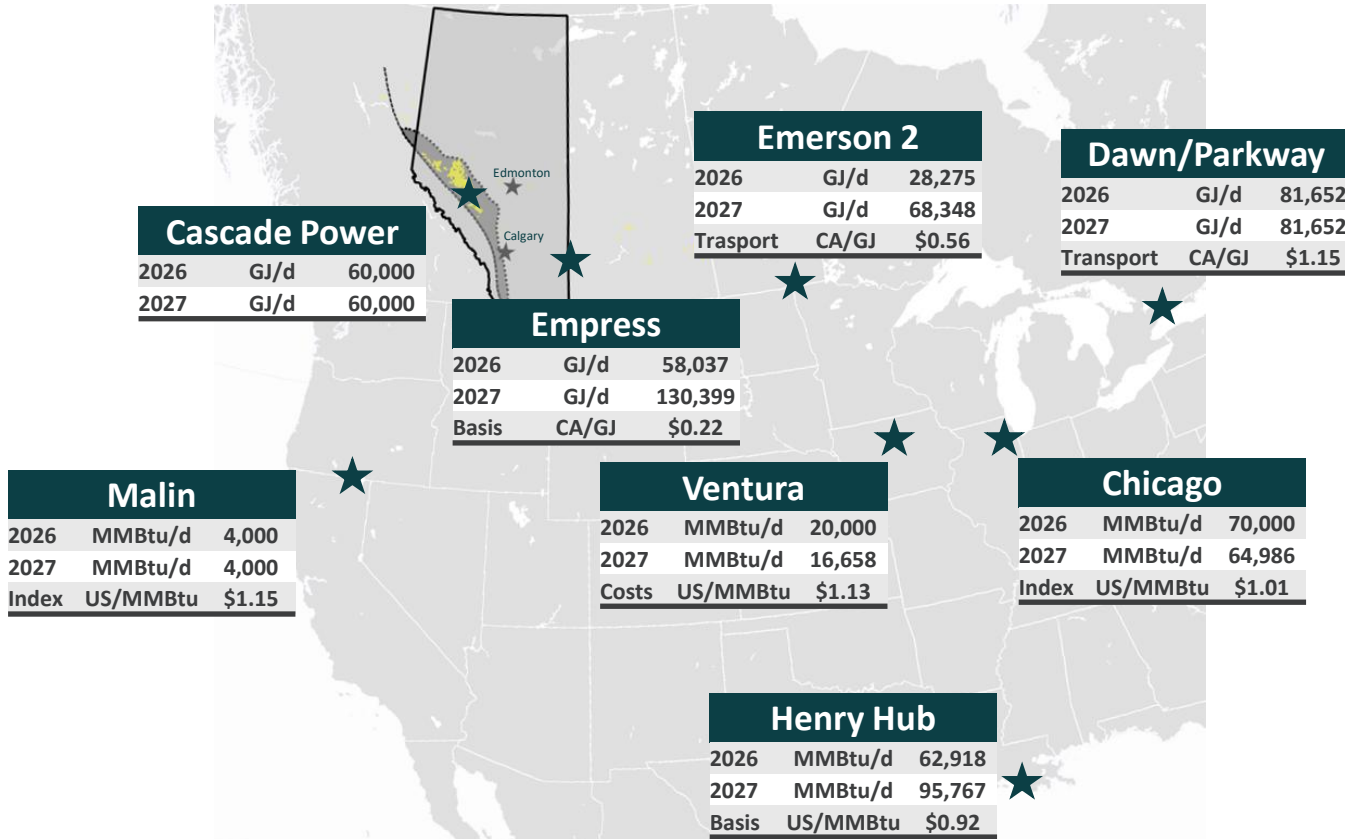 Edmonton
Calgary
Cascade Power
2026 GJ/d 60,000
2027 GJ/d 60,000
Emerson 2
2026 GJ/d 28,275
2027 GJ/d 68,348
Trasport CA/GJ $0.56
Dawn/Parkway
2026 GJ/d 81,652
2027 GJ/d 81,652
Transport CA/GJ $1.15
Empress
2026 GJ/d 58,037
2027 GJ/d 130,399
Basis CA/GJ $0.22
Malin
2026 MMBtu/d 4,000
2027 MMBtu/d 4,000
Index US/MMBtu $1.15
Ventura
2026 MMBtu/d 20,000
2027 MMBtu/d 16,658
Costs US/MMBtu $1.13
Chicago
2026 MMBtu/d 70,000
2027 MMBtu/d 64,986
Index US/MMBtu $1.01
Henry Hub
2026 MMBtu/d 62,918
2027 MMBtu/d 95,767
Basis US/MMBtu $0.92